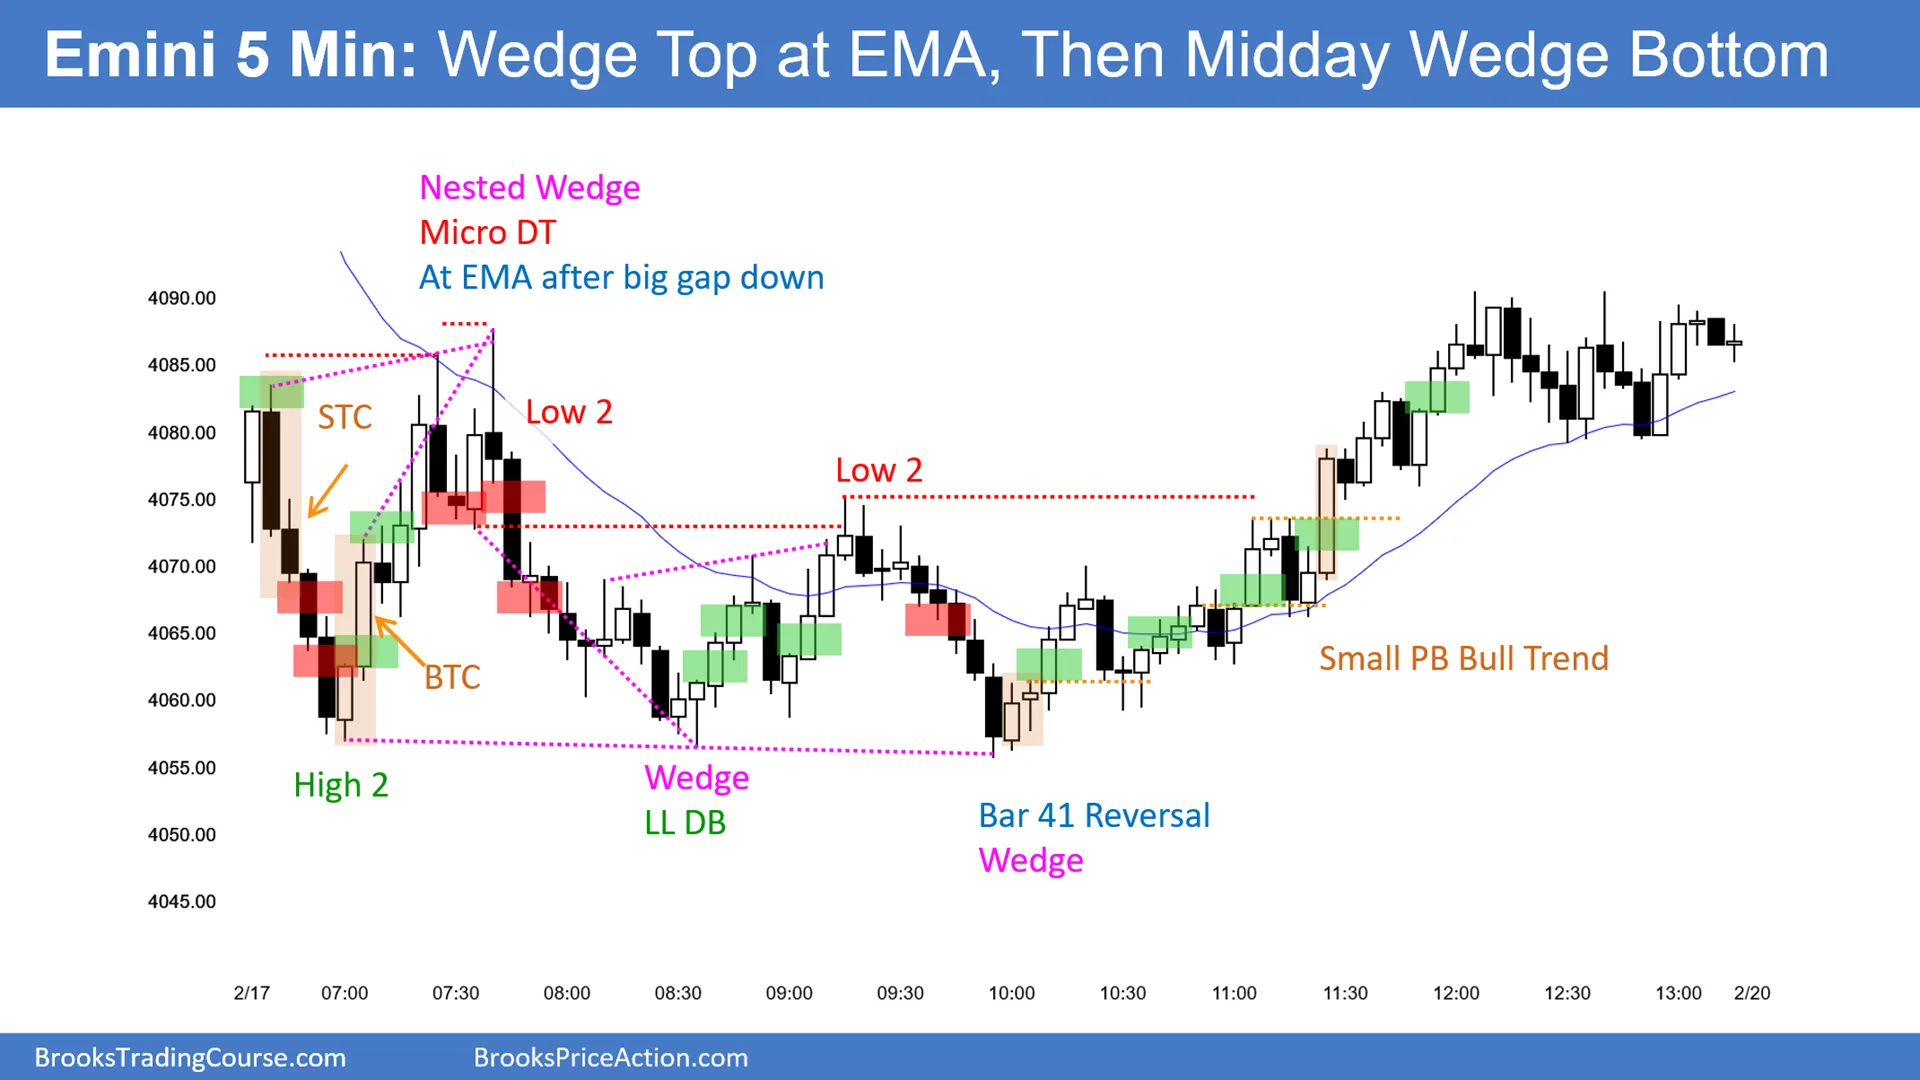 Emini 5 Min: Wedge Top at EMA, Then Midday Wedge Bottom
Nested Wedge
Micro DT
At EMA after big gap down
4090.00
4085.00
4080.00
4075.00
4070.00
4065.00
4060.00
4055.00
4050.00
4045.00
STC
Low 2
Low 2
BTC
Small PB Bull Trend
High 2
Wedge
LL DB
Bar 41 Reversal
Wedge
2/17 07:00 07:30 08:00 08:30 09:00 09:30 10:00 10:30 11:00 11:30 12:00 12:30 13:00 2/20
BrooksTradingCourse.com BrooksPriceAction.com